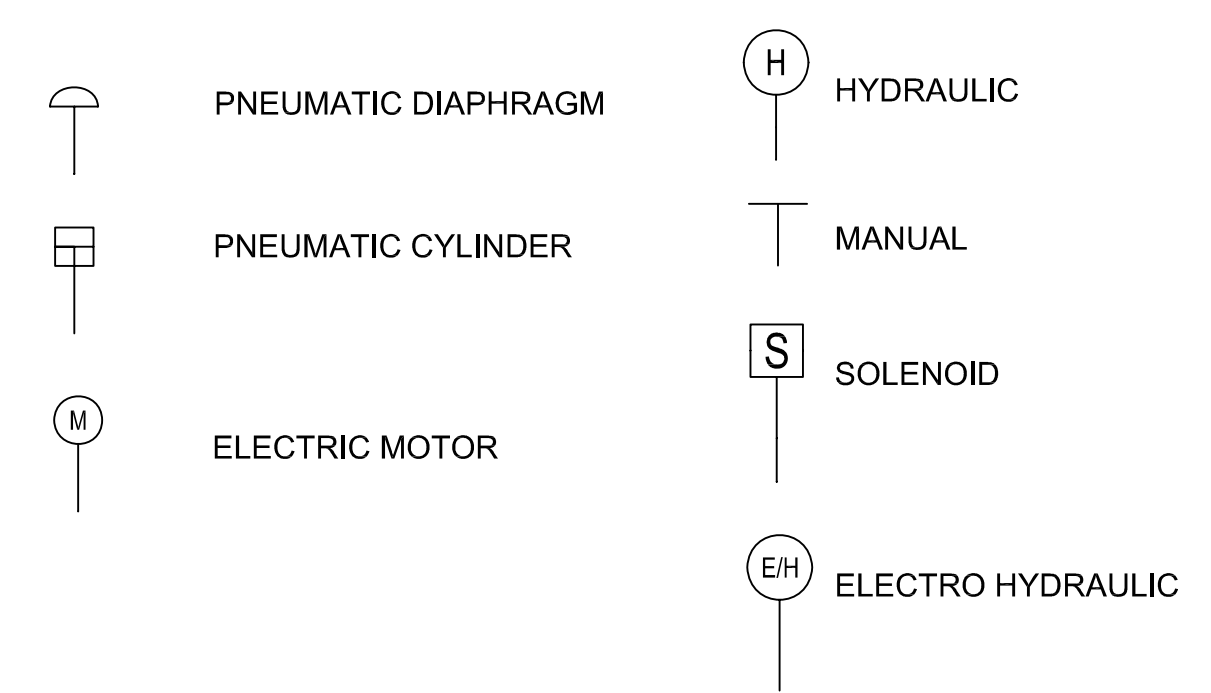 PNEUMATIC DIAPHRAGM
PNEUMATIC CYLINDER
M
ELECTRIC MOTOR
H
HYDRAULIC
MANUAL
S
SOLENOID
E/H
ELECTRO HYDRAULIC